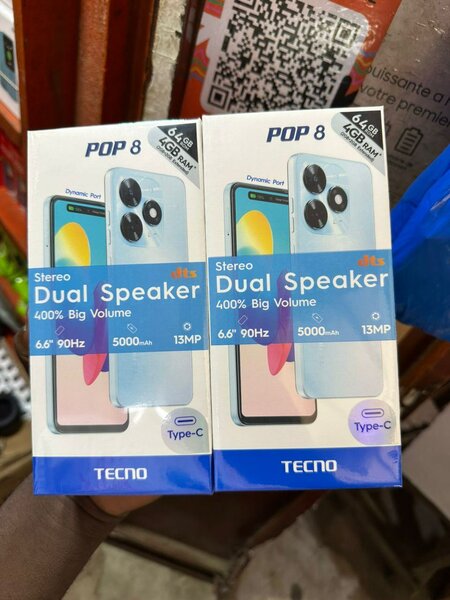 uissante a l
votre premier
POP 8
64GB
4GB RAM*
Dynamic Port
Stereo
dts
Dual Speaker
400% Big Volume
6.6" 90Hz
5000mAh
13MP
Type-C
TECNO
POP 8
64GB
4GB RAM*
Dynamic Port
Stereo
dts
Dual Speaker
400% Big Volume
6.6" 90Hz
5000mAh
13MP
Type-C
TECNO